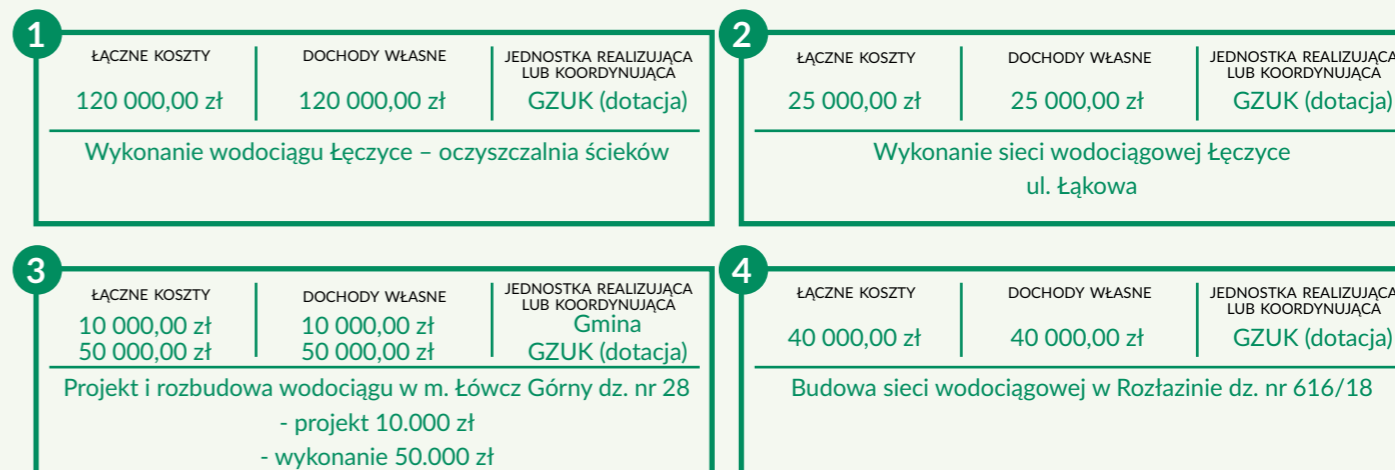 1
ŁĄCZNE KOSZTY
120 000,00 zł
DOCHODY WŁASNE
120 000,00 zł
JEDNOSTKA REALIZUJĄCA
LUB KOORDYNUJĄCA
GZUK (dotacja)
Wykonanie wodociągu Łęczyce – oczyszczalnia ścieków
2
ŁĄCZNE KOSZTY
25 000,00 zł
DOCHODY WŁASNE
25 000,00 zł
JEDNOSTKA REALIZUJĄCA
LUB KOORDYNUJĄCA
GZUK (dotacja)
Wykonanie sieci wodociągowej Łęczyce
ul. Łąkowa
3
ŁĄCZNE KOSZTY
10 000,00 zł
50 000,00 zł
DOCHODY WŁASNE
10 000,00 zł
50 000,00 zł
JEDNOSTKA REALIZUJĄCA
LUB KOORDYNUJĄCA
Gmina
GZUK (dotacja)
Projekt i rozbudowa wodociągu w m. Łówcz Górny dz. nr 28
- projekt 10.000 zł
- wykonanie 50.000 zł
4
ŁĄCZNE KOSZTY
40 000,00 zł
DOCHODY WŁASNE
40 000,00 zł
JEDNOSTKA REALIZUJĄCA
LUB KOORDYNUJĄCA
GZUK (dotacja)
Budowa sieci wodociągowej w Rozłazinie dz. nr 616/18